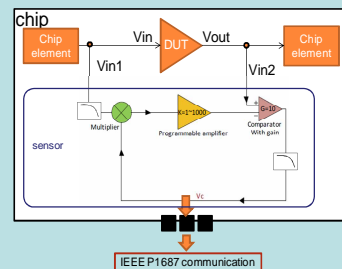 chip
Chip element
Vin
DUT
Vout
Chip element
Vin1
Vin2
K=1~1000
G=10
Multiplier
Programmable amplifier
Comparator
With gain
sensor
Vc
IEEE P1687 communication